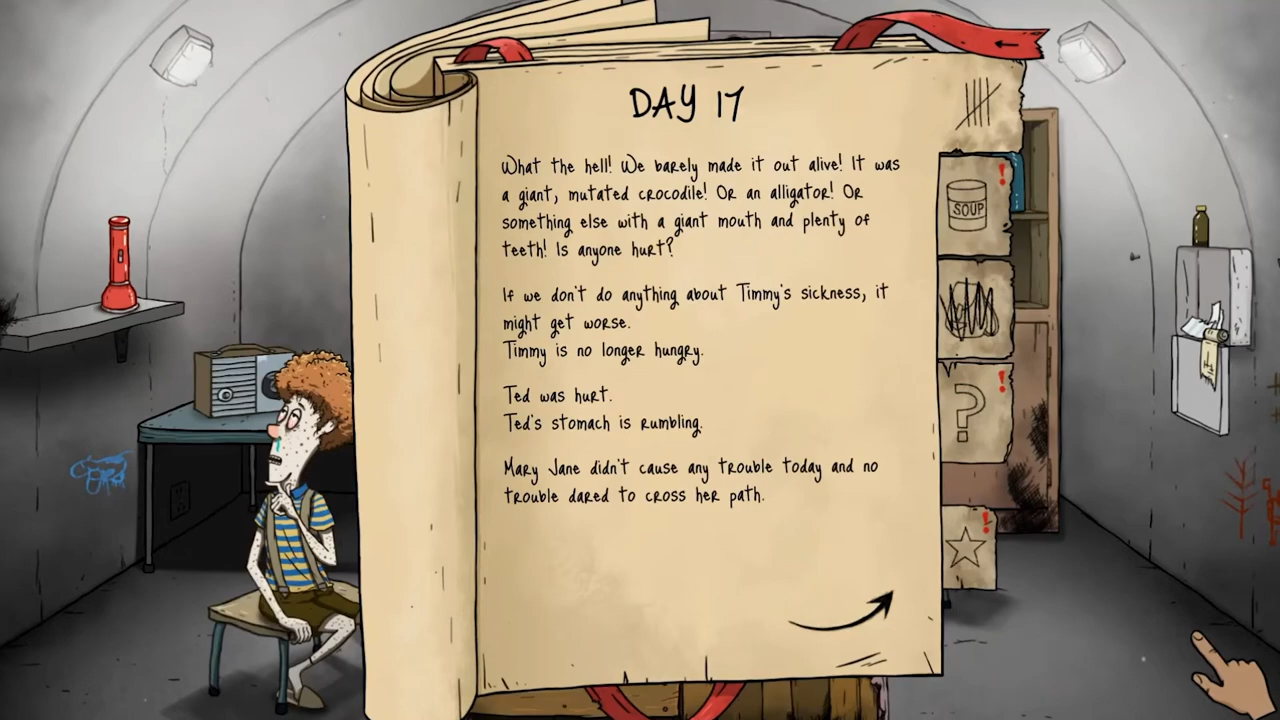 DAY 17
What the hell! We barely made it out alive! It was
a giant, mutated crocodile! Or an alligator! Or
something else with a giant mouth and plenty of
teeth! Is anyone hurt?
If we don't do anything about Timmy's sickness, it
might get worse.
Timmy is no longer hungry.
Ted was hurt.
Ted's stomach is rumbling.
Mary Jane didn't cause any trouble today and no
trouble dared to cross her path.
!
SOUP
?
!
!